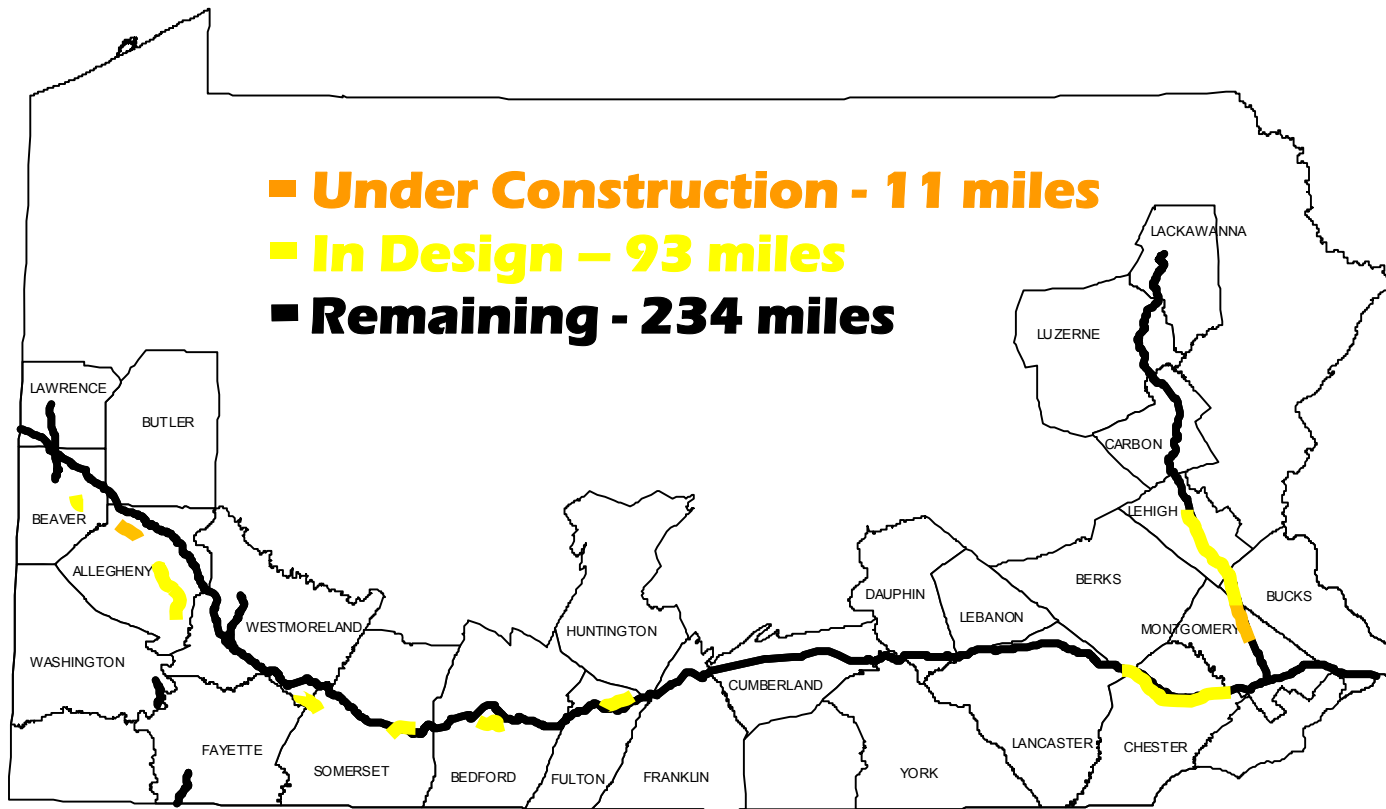 Under Construction - 11 miles
In Design – 93 miles
Remaining - 234 miles
LACKAWANNA
LUZERNE
LAWRENCE
BUTLER
CARBON
LEHIGH
BEAVER
ALLEGHENY
BERKS
DAUPHIN
BUCKS
LEBANON
WESTMORELAND
HUNTINGTON
MONTGOMERY
WASHINGTON
CUMBERLAND
FAYETTE
LANCASTER
CHESTER
SOMERSET
BEDFORD
FULTON
FRANKLIN
YORK